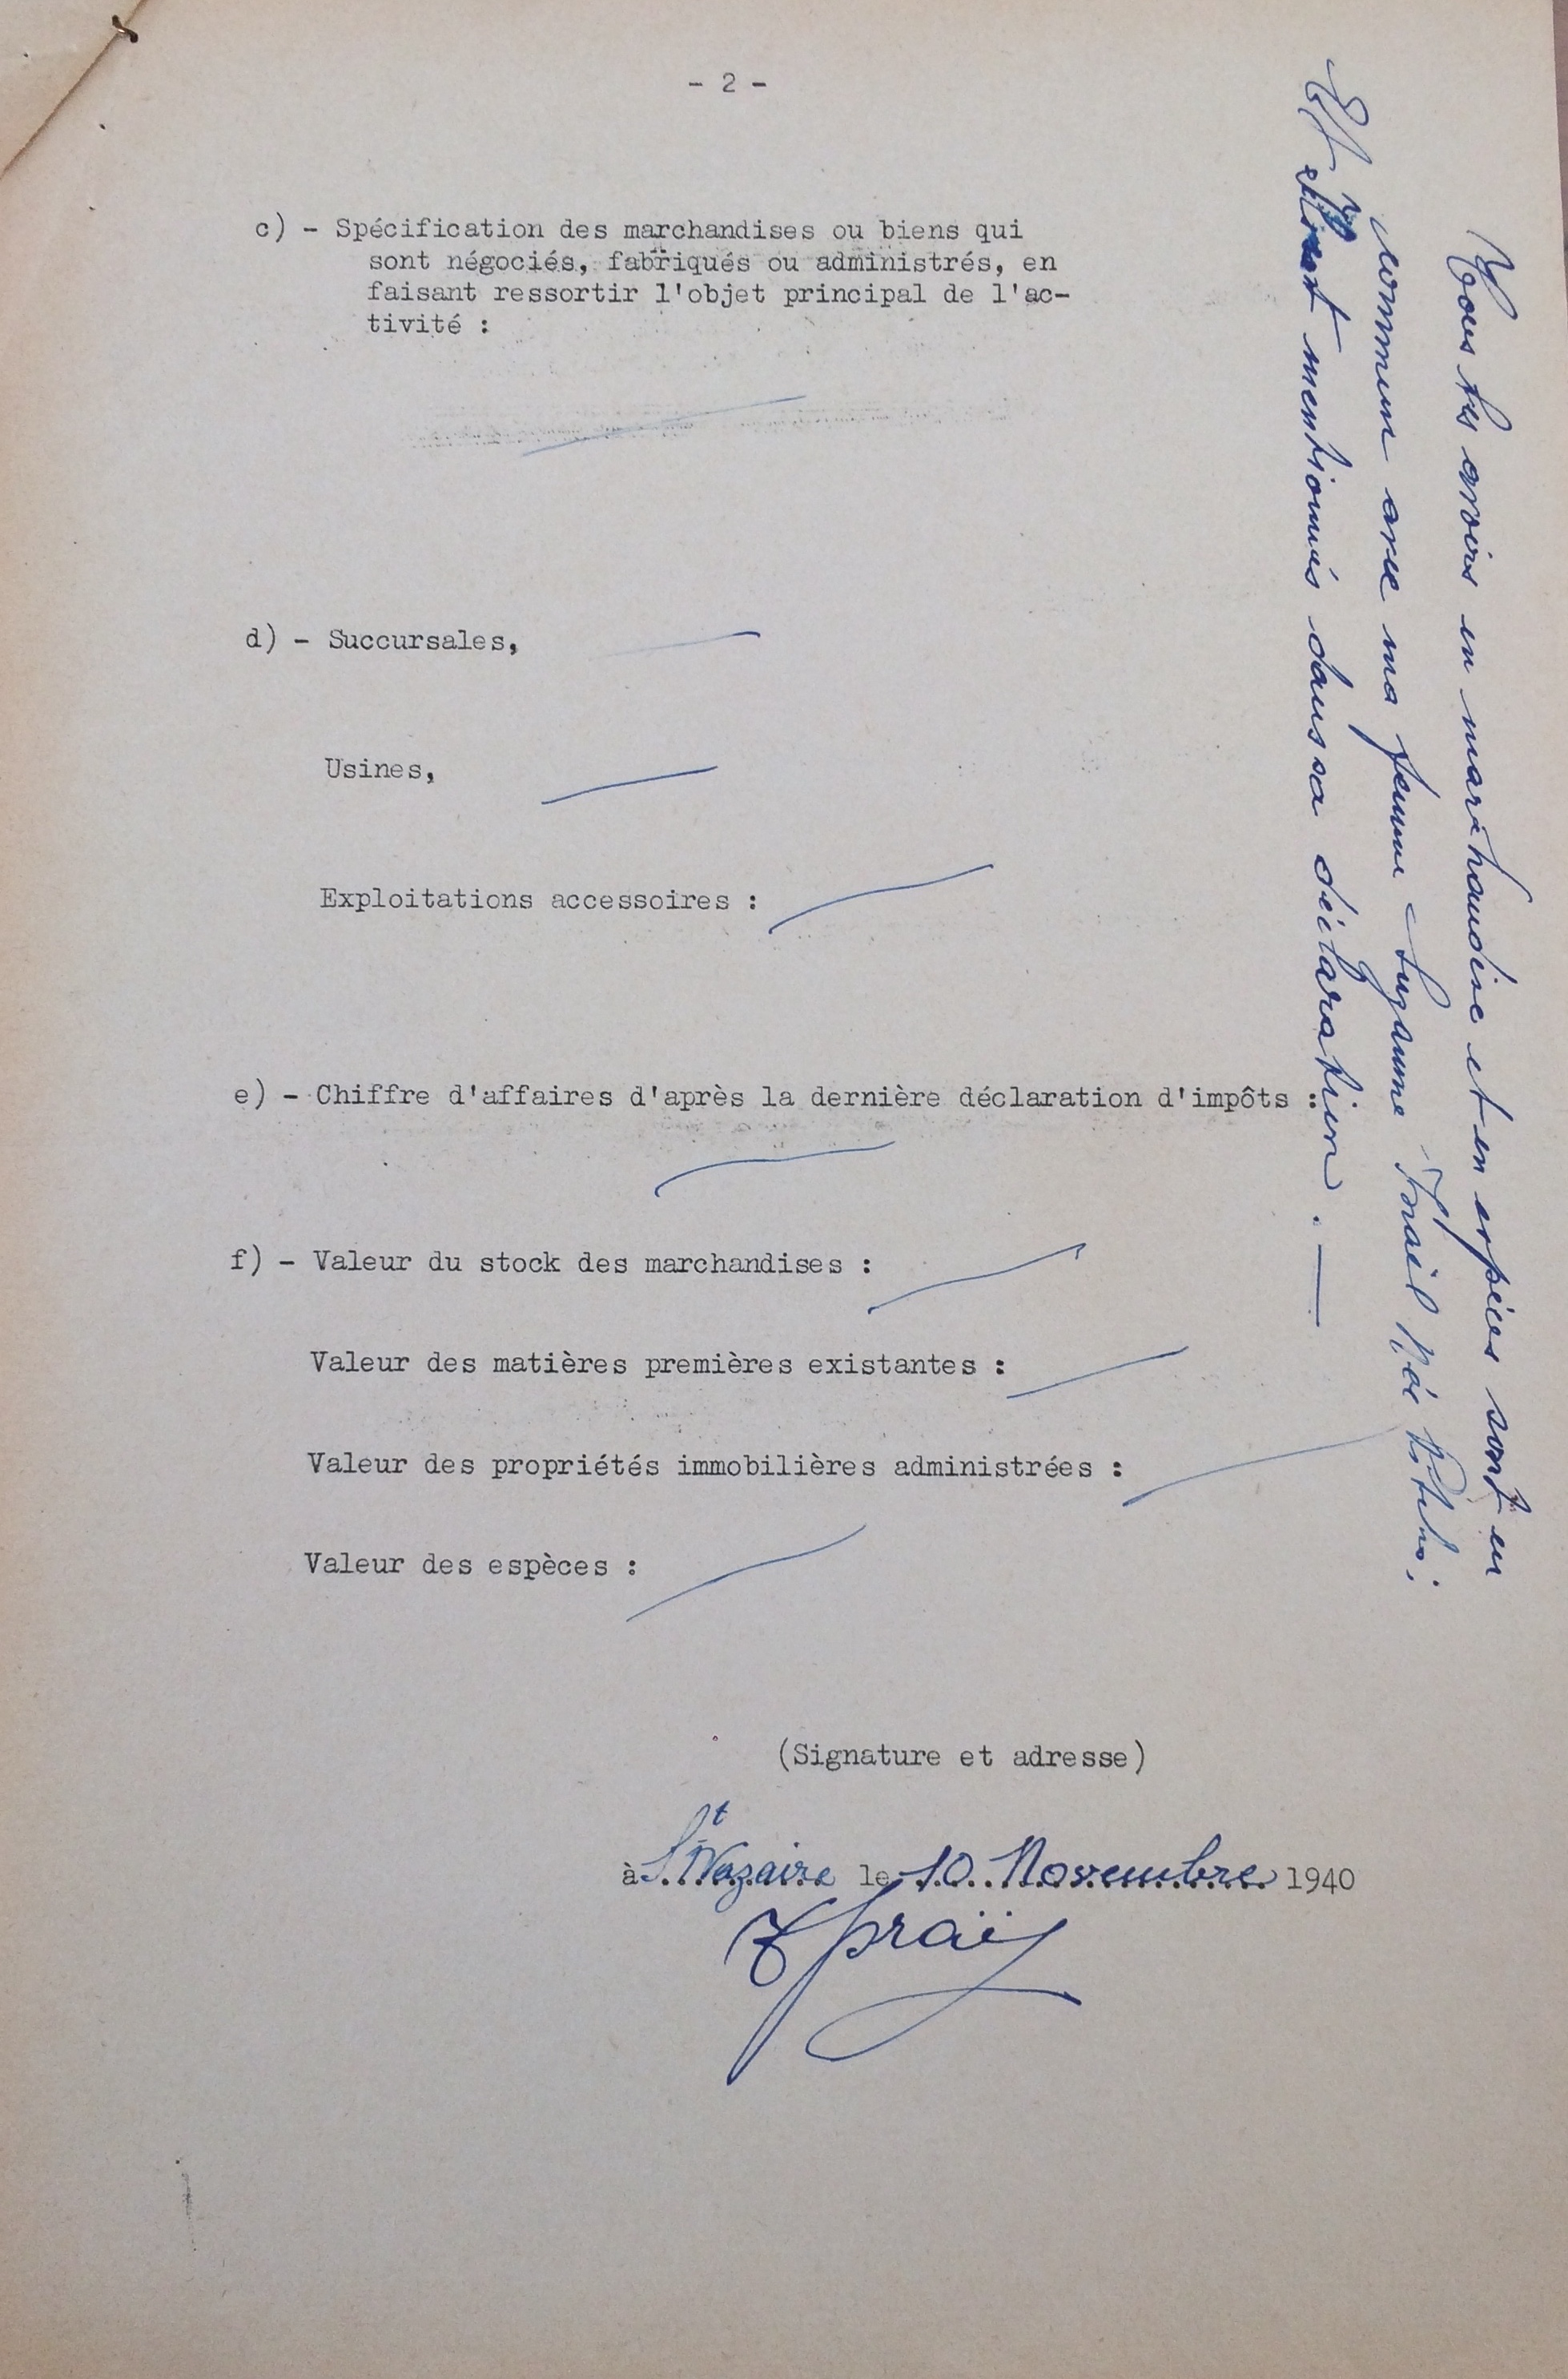 - 2 -
c) - Spécification des marchandises ou biens qui
sont négociés, fabriqués ou administrés, en
faisant ressortir l'objet principal de l'ac-
tivité :
d) - Succursales,
Usines,
Exploitations accessoires :
e) - Chiffre d'affaires d'après la dernière déclaration d'impôts :
f) - Valeur du stock des marchandises :
Valeur des matières premières existantes :
Valeur des propriétés immobilières administrées :
Valeur des espèces :
(Signature et adresse)
à St Nazaire le 10 Novembre 1940
Tous les avoirs en marchandise et en espèces sont en
commun avec ma femme Suzanne née
Et sont mentionnés dans sa déclaration. —